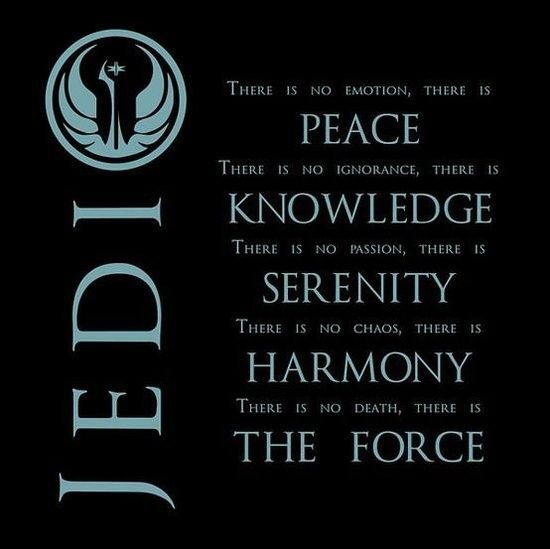 JEDI
There is no emotion, there is
PEACE
There is no ignorance, there is
KNOWLEDGE
There is no passion, there is
SERENITY
There is no chaos, there is
HARMONY
There is no death, there is
THE FORCE